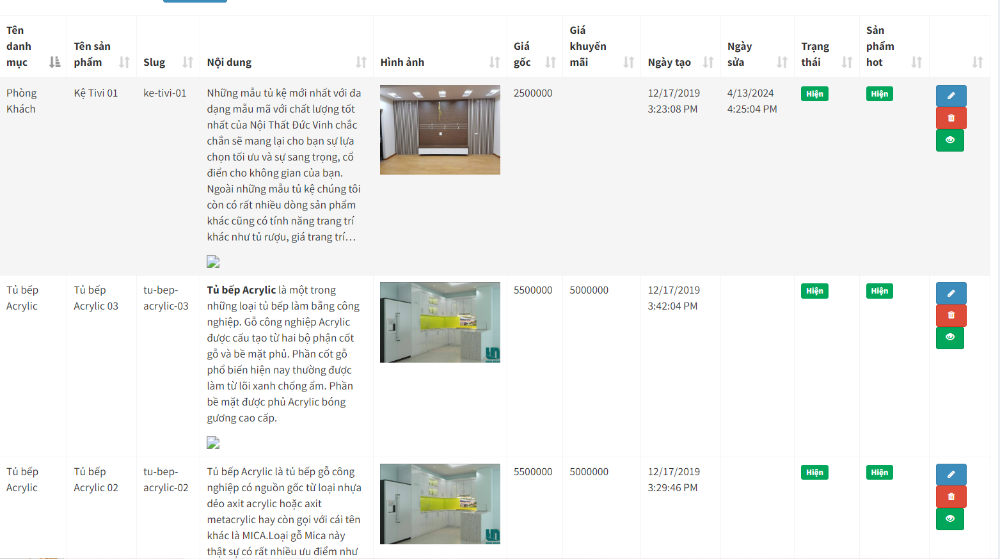 Tên danh mục
Tên sản phẩm
Slug
Nội dung
Hình ảnh
Giá gốc
Giá khuyến mãi
Ngày tạo
Ngày sửa
Trạng thái
Sản phẩm hot
Phòng Khách
Kệ Tivi 01
ke-tivi-01
Những mẫu tủ kệ mới nhất với đa
dạng mẫu mã với chất lượng tốt
nhất của Nội Thất Đức Vinh chắc
chắn sẽ mang lại cho bạn sự lựa
chọn tối ưu và sự sang trọng, cổ
điển cho không gian của bạn.
Ngoài những mẫu tủ kệ chúng tôi
còn có rất nhiều dòng sản phẩm
khác cũng có tính năng trang trí
khác như tủ rượu, giá trang trí…
2500000
12/17/2019
3:23:08 PM
4/13/2024
4:25:04 PM
Hiện
Hiện
Tủ bếp
Acrylic
Tủ bếp
Acrylic 03
tu-bep-
acrylic-03
Tủ bếp Acrylic là một trong
những loại tủ bếp làm bằng công
nghiệp. Gỗ công nghiệp Acrylic
được cấu tạo từ hai bộ phận cốt
gỗ và bề mặt phủ. Phần cốt gỗ
phổ biến hiện nay thường được
làm từ lõi xanh chống ẩm. Phần
bề mặt được phủ Acrylic bóng
gương cao cấp.
5500000
5000000
12/17/2019
3:42:04 PM
Hiện
Hiện
Tủ bếp
Acrylic
Tủ bếp
Acrylic 02
tu-bep-
acrylic-02
Tủ bếp Acrylic là tủ bếp gỗ công
nghiệp có nguồn gốc từ loại nhựa
dẻo axit acrylic hoặc axit
metacrylic hay còn gọi với cái tên
khác là MICA.Loại gỗ Mica này
thật sự có rất nhiều ưu điểm như
5500000
5000000
12/17/2019
3:29:46 PM
Hiện
Hiện